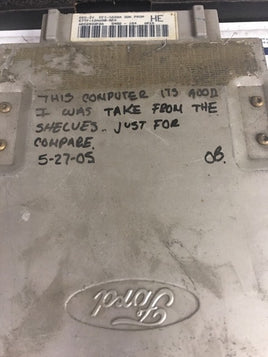 HE
THIS COMPUTER ITS GOOD
I WAS TAKE FROM THE
SHELVES.. JUST FOR
COMPARE.
5-27-05 OB.
Ford